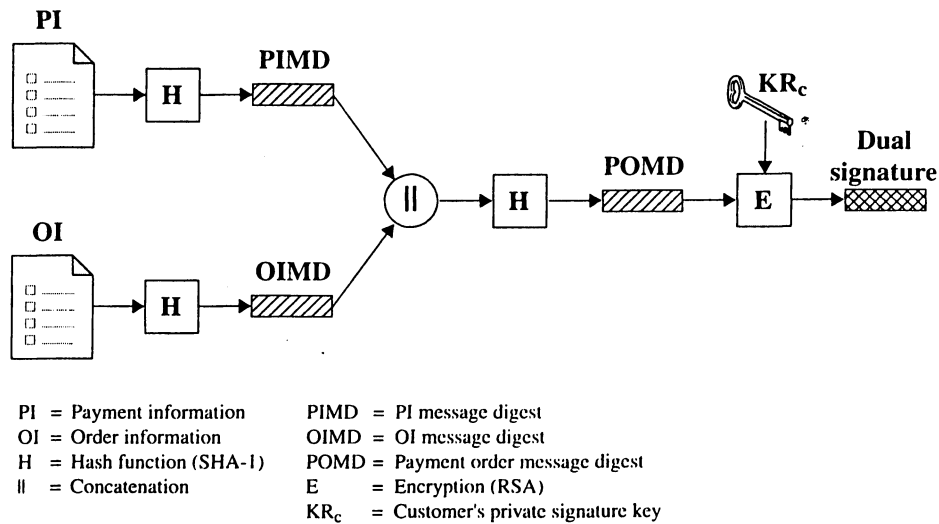 PI
PIMD
H
KRc
Dual
signature
POMD
||
H
E
OI
OIMD
H
PI = Payment information
OI = Order information
H = Hash function (SHA-1)
|| = Concatenation
PIMD = PI message digest
OIMD = OI message digest
POMD = Payment order message digest
E = Encryption (RSA)
KRc = Customer's private signature key